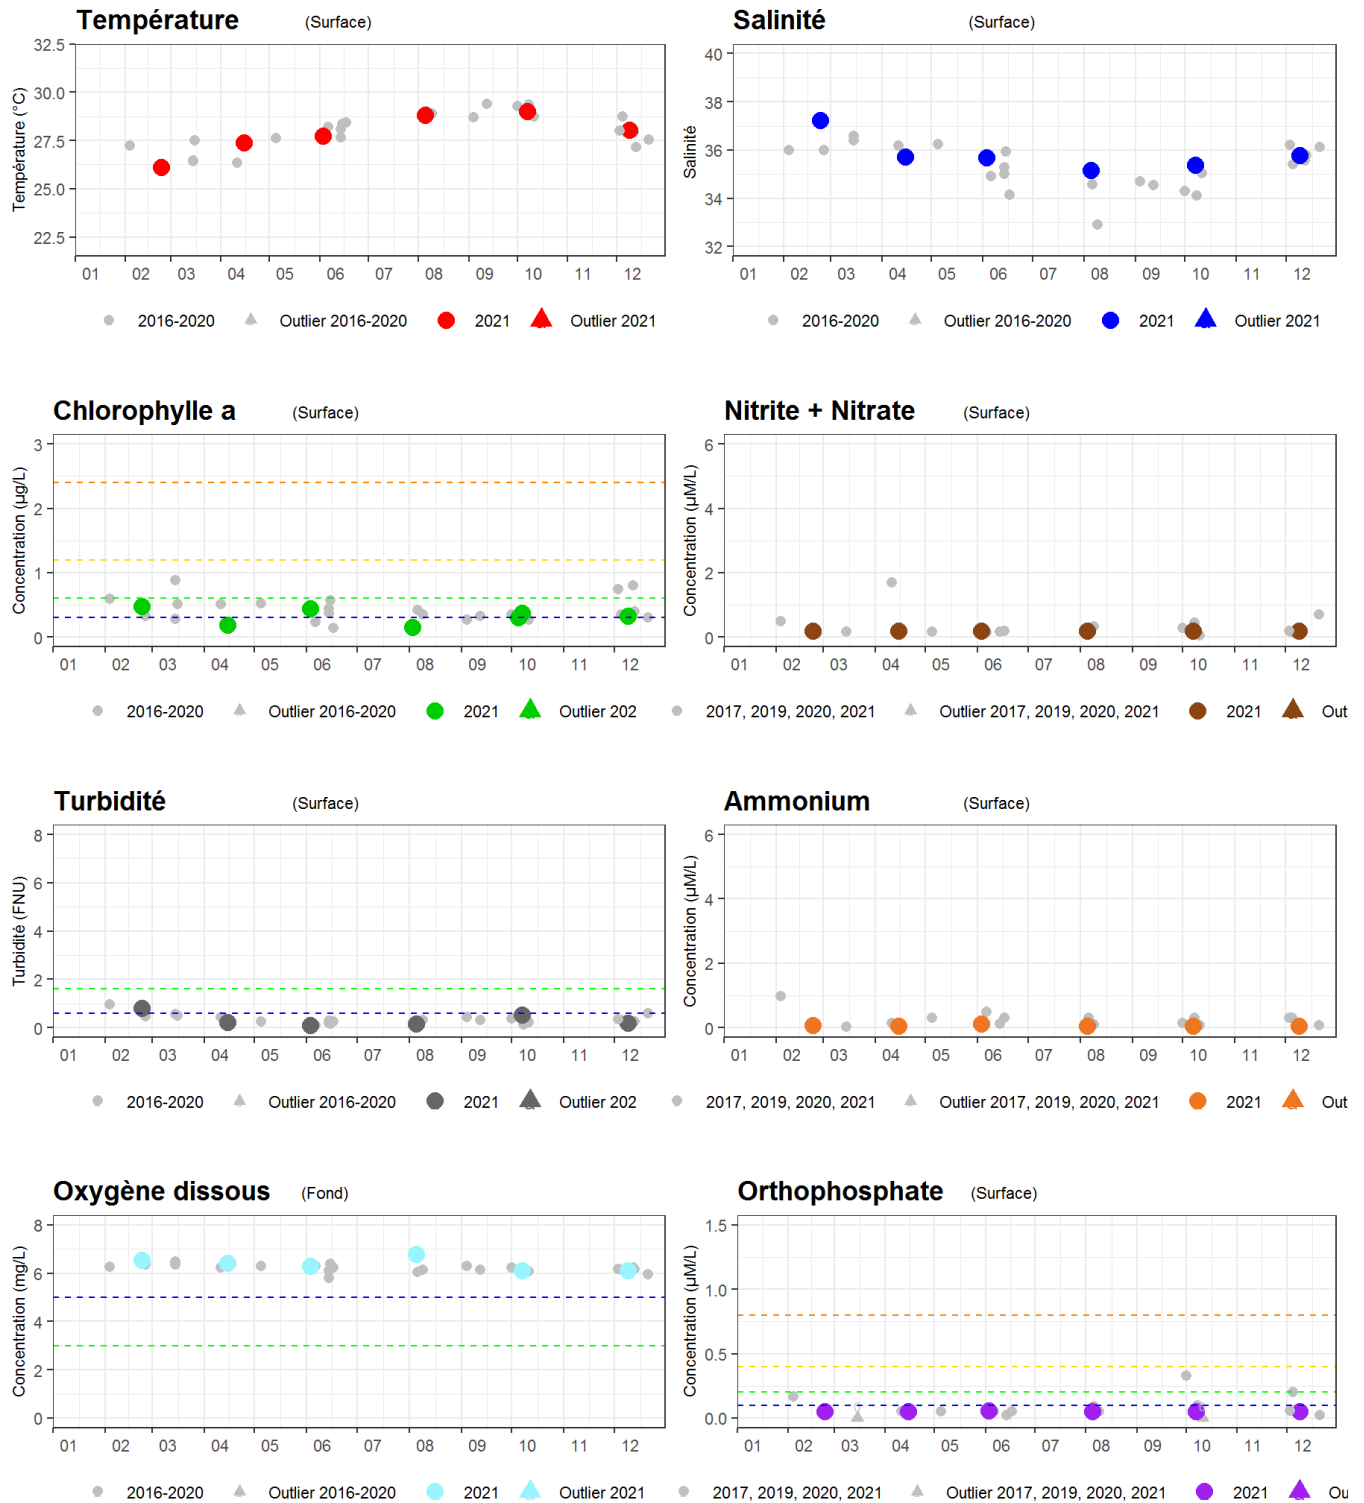 Température (Surface)
32.5
30.0
27.5
25.0
22.5
Température (°C)
01 02 03 04 05 06 07 08 09 10 11 12
2016-2020 Outlier 2016-2020 2021 Outlier 2021
Salinité (Surface)
40
38
36
34
32
Salinité
01 02 03 04 05 06 07 08 09 10 11 12
2016-2020 Outlier 2016-2020 2021 Outlier 2021
Chlorophylle a (Surface)
3
2
1
0
Concentration (µg/L)
01 02 03 04 05 06 07 08 09 10 11 12
2016-2020 Outlier 2016-2020 2021 Outlier 202
Nitrite + Nitrate (Surface)
6
4
2
0
Concentration (µM/L)
01 02 03 04 05 06 07 08 09 10 11 12
2017, 2019, 2020, 2021 Outlier 2017, 2019, 2020, 2021 2021 Out
Turbidité (Surface)
8
6
4
2
0
Turbidité (FNU)
01 02 03 04 05 06 07 08 09 10 11 12
2016-2020 Outlier 2016-2020 2021 Outlier 202
Ammonium (Surface)
6
4
2
0
Concentration (µM/L)
01 02 03 04 05 06 07 08 09 10 11 12
2017, 2019, 2020, 2021 Outlier 2017, 2019, 2020, 2021 2021 Out
Oxygène dissous (Fond)
8
6
4
2
0
Concentration (mg/L)
01 02 03 04 05 06 07 08 09 10 11 12
2016-2020 Outlier 2016-2020 2021 Outlier 2021
Orthophosphate (Surface)
1.5
1.0
0.5
0.0
Concentration (µM/L)
01 02 03 04 05 06 07 08 09 10 11 12
2017, 2019, 2020, 2021 Outlier 2017, 2019, 2020, 2021 2021 Ou